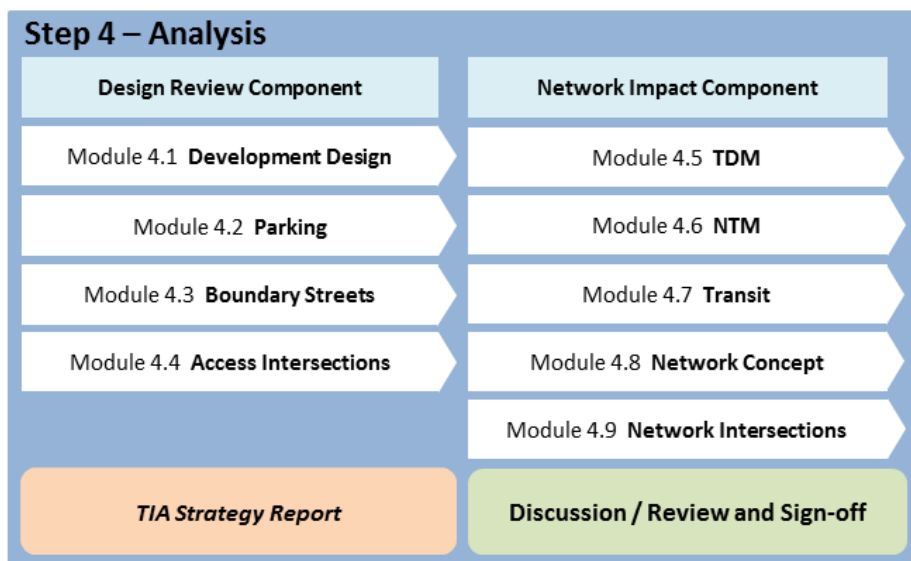 Step 4 – Analysis
Design Review Component
Module 4.1 Development Design
Module 4.2 Parking
Module 4.3 Boundary Streets
Module 4.4 Access Intersections
Network Impact Component
Module 4.5 TDM
Module 4.6 NTM
Module 4.7 Transit
Module 4.8 Network Concept
Module 4.9 Network Intersections
TIA Strategy Report
Discussion / Review and Sign-off